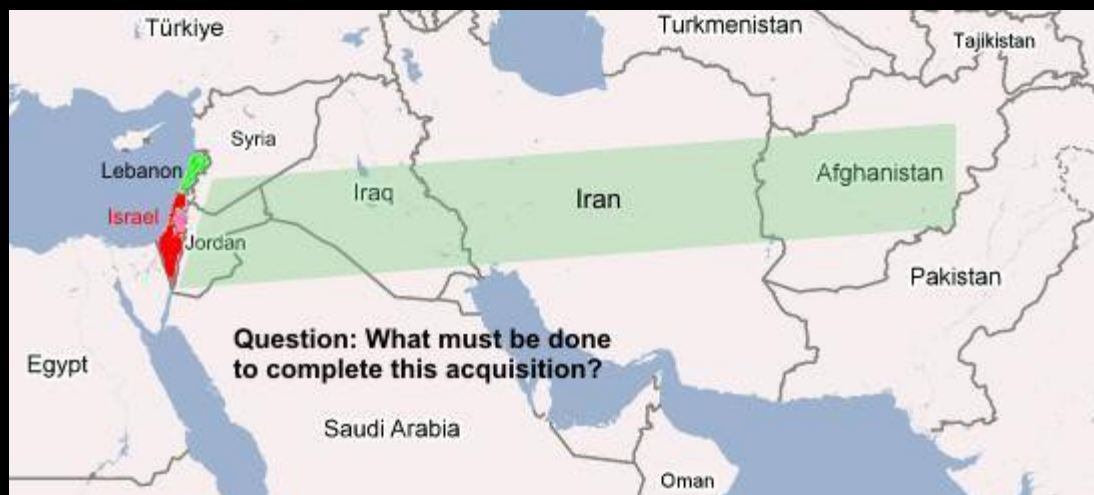 Türkiye
Turkmenistan
Tajikistan
Syria
Lebanon
Iraq
Iran
Afghanistan
Israel
Jordan
Pakistan
Question: What must be done
to complete this acquisition?
Egypt
Saudi Arabia
Oman